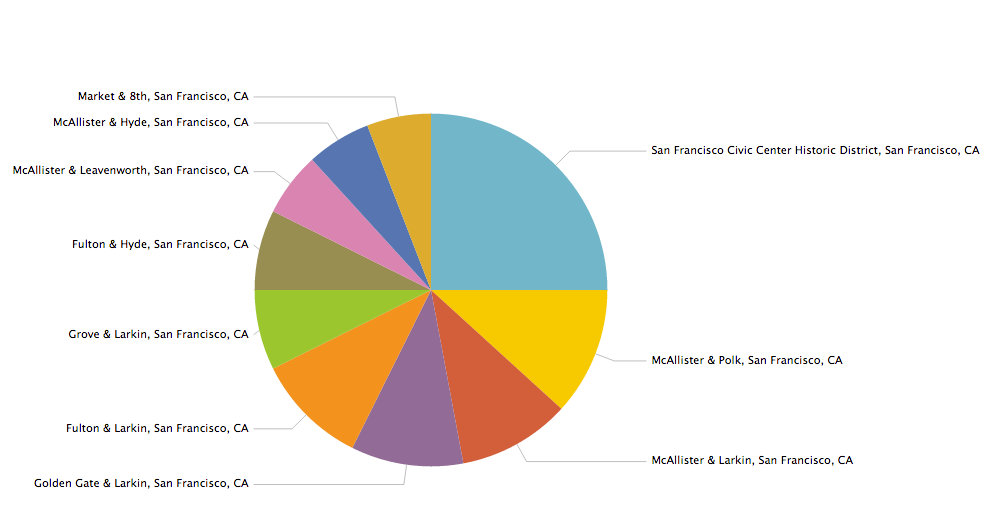 Market & 8th, San Francisco, CA
McAllister & Hyde, San Francisco, CA
San Francisco Civic Center Historic District, San Francisco, CA
McAllister & Leavenworth, San Francisco, CA
Fulton & Hyde, San Francisco, CA
Grove & Larkin, San Francisco, CA
McAllister & Polk, San Francisco, CA
Fulton & Larkin, San Francisco, CA
McAllister & Larkin, San Francisco, CA
Golden Gate & Larkin, San Francisco, CA